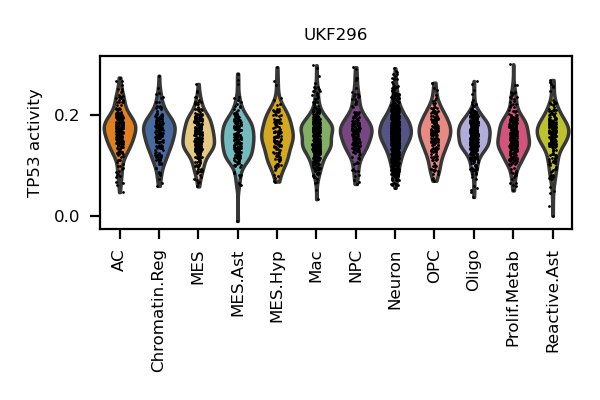 UKF296
TP53 activity
0.2
0.0
AC
Chromatin.Reg
MES
MES.Ast
MES.Hyp
Mac
NPC
Neuron
OPC
Oligo
Prolif.Metab
Reactive.Ast